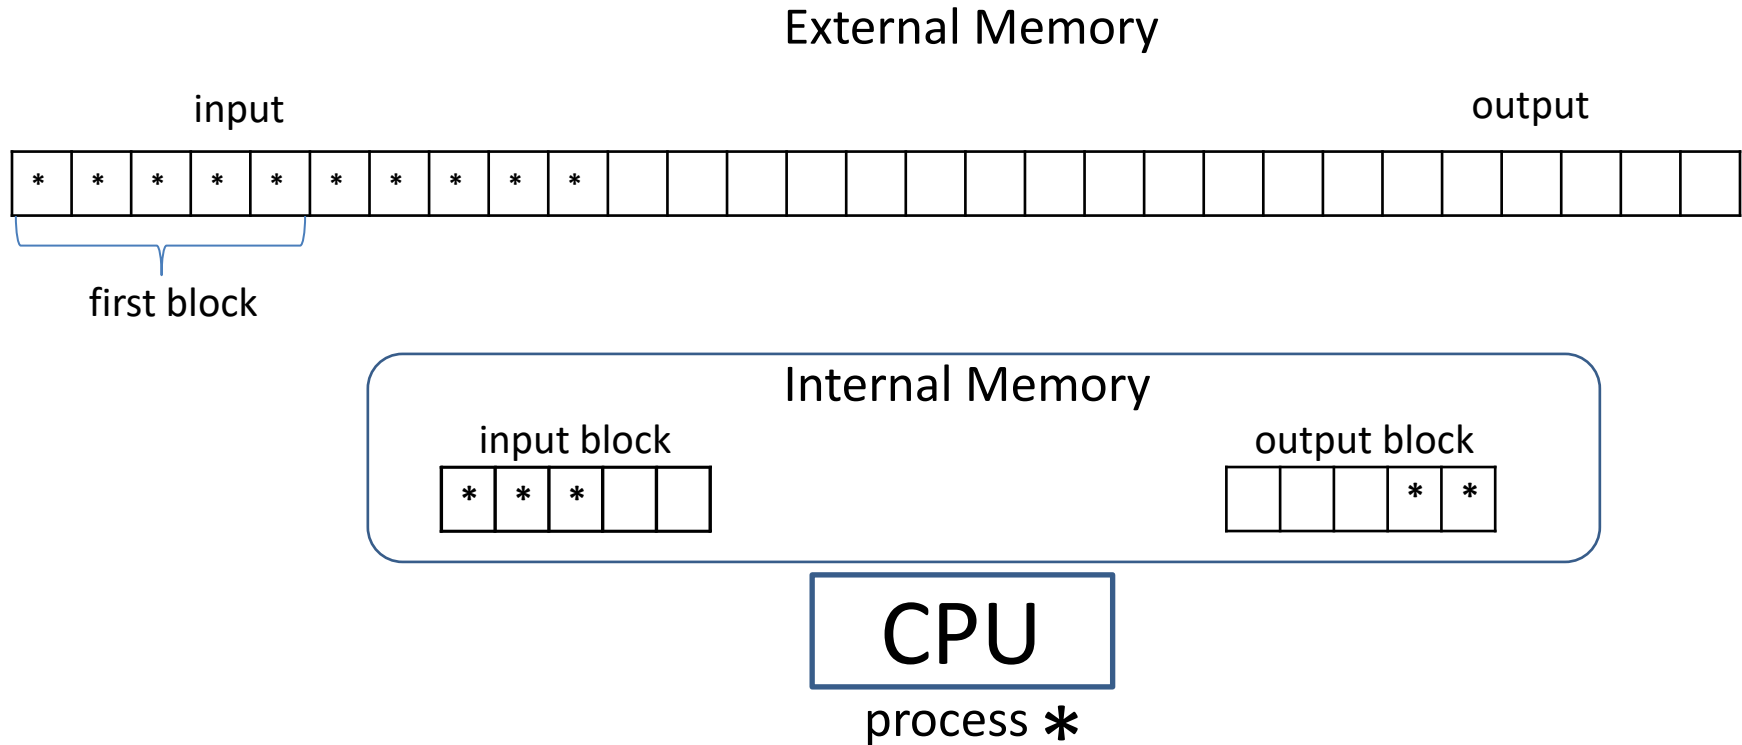 External Memory
input
output
* * * * * * * * * *
first block
Internal Memory
input block
output block
* * *
* *
CPU
process *